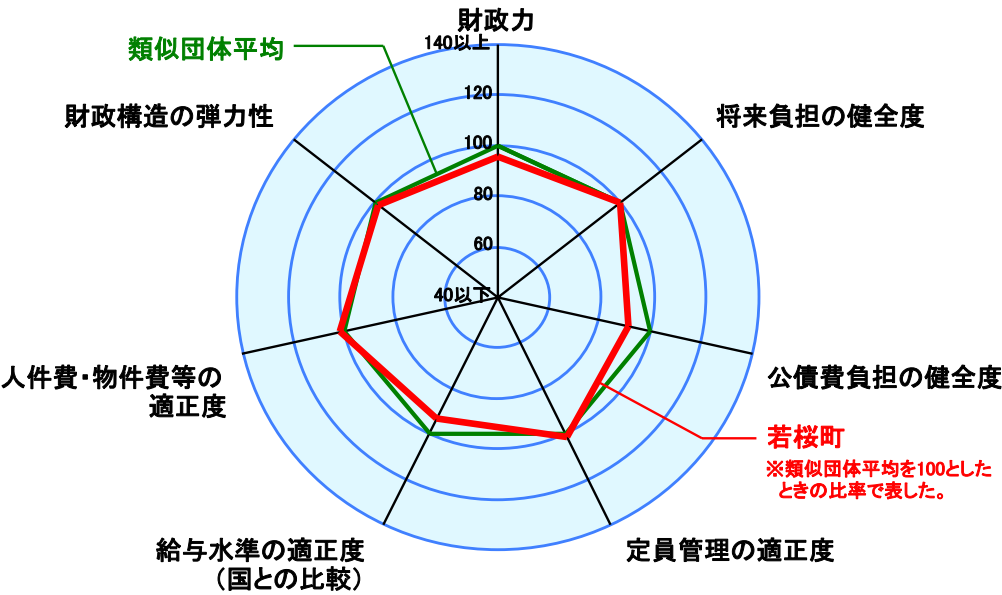 財政力
140以上
類似団体平均
120
財政構造の弾力性
将来負担の健全度
100
80
60
40以下
人件費・物件費等の
適正度
公債費負担の健全度
若桜町
※類似団体平均を100とした
ときの比率で表した。
給与水準の適正度
（国との比較）
定員管理の適正度